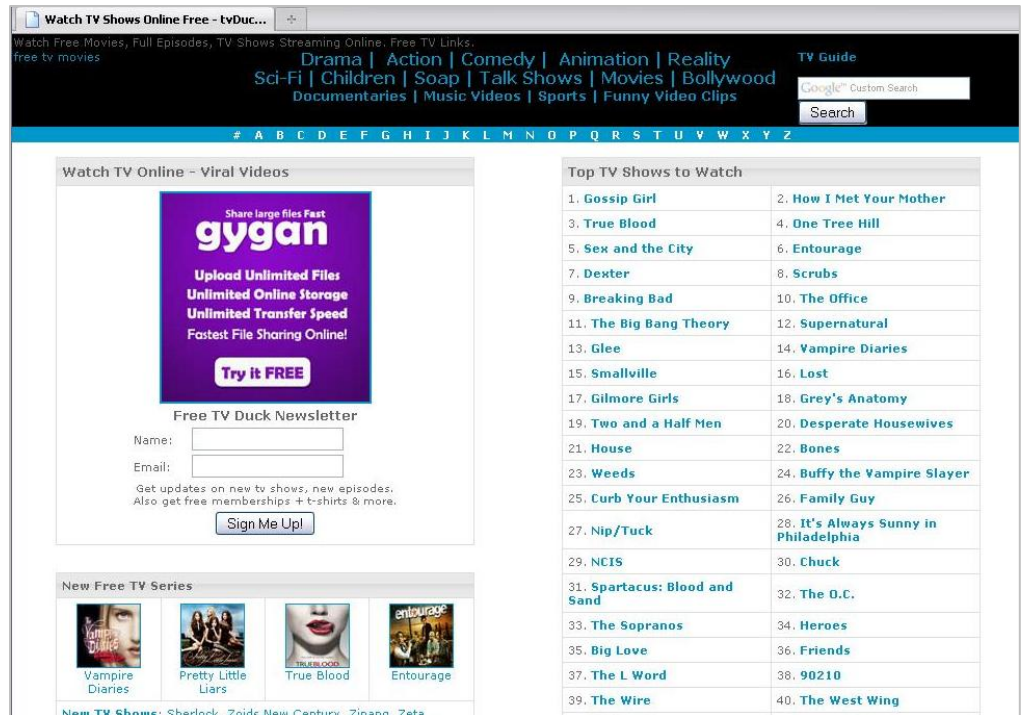 Watch TV Shows Online Free - tvDuc...
Watch Free Movies, Full Episodes, TV Shows Streaming Online. Free TV Links.
free tv movies
Drama | Action | Comedy | Animation | Reality
Sci-Fi | Children | Soap | Talk Shows | Movies | Bollywood
Documentaries | Music Videos | Sports | Funny Video Clips
TV Guide
Google™ Custom Search
Search
# A B C D E F G H I J K L M N O P Q R S T U V W X Y Z
Watch TV Online - Viral Videos
Share large files Fast
gygan
Upload Unlimited Files
Unlimited Online Storage
Unlimited Transfer Speed
Fastest File Sharing Online!
Try it FREE
Free TV Duck Newsletter
Name:
Email:
Get updates on new tv shows, new episodes.
Also get free memberships + t-shirts & more.
Sign Me Up!
New Free TV Series
Vampire Diaries
TRUEBLOOD
entourage
Vampire
Diaries
Pretty Little
Liars
True Blood
Entourage
New TV Shows: Sherlock, Zoids New Century, Zipang, Zeta
Top TV Shows to Watch
1. Gossip Girl
2. How I Met Your Mother
3. True Blood
4. One Tree Hill
5. Sex and the City
6. Entourage
7. Dexter
8. Scrubs
9. Breaking Bad
10. The Office
11. The Big Bang Theory
12. Supernatural
13. Glee
14. Vampire Diaries
15. Smallville
16. Lost
17. Gilmore Girls
18. Grey's Anatomy
19. Two and a Half Men
20. Desperate Housewives
21. House
22. Bones
23. Weeds
24. Buffy the Vampire Slayer
25. Curb Your Enthusiasm
26. Family Guy
27. Nip/Tuck
28. It's Always Sunny in
Philadelphia
29. NCIS
30. Chuck
31. Spartacus: Blood and
Sand
32. The O.C.
33. The Sopranos
34. Heroes
35. Big Love
36. Friends
37. The L Word
38. 90210
39. The Wire
40. The West Wing